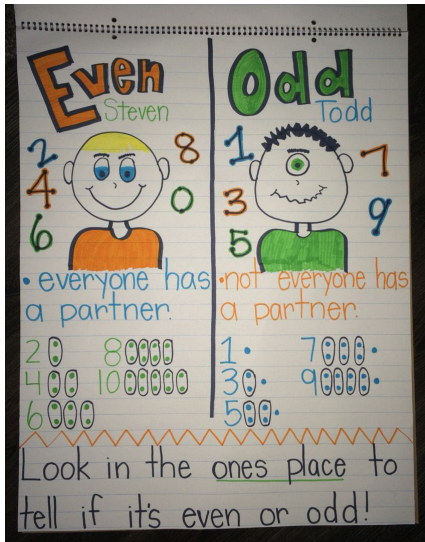 Even
Steven
2
8
4
0
6
• everyone has
a partner.
2
8
4
10
6
Odd
Todd
1
7
3
9
5
• not everyone has
a partner.
1
7
3
9
5
Look in the ones place to
tell if it's even or odd!